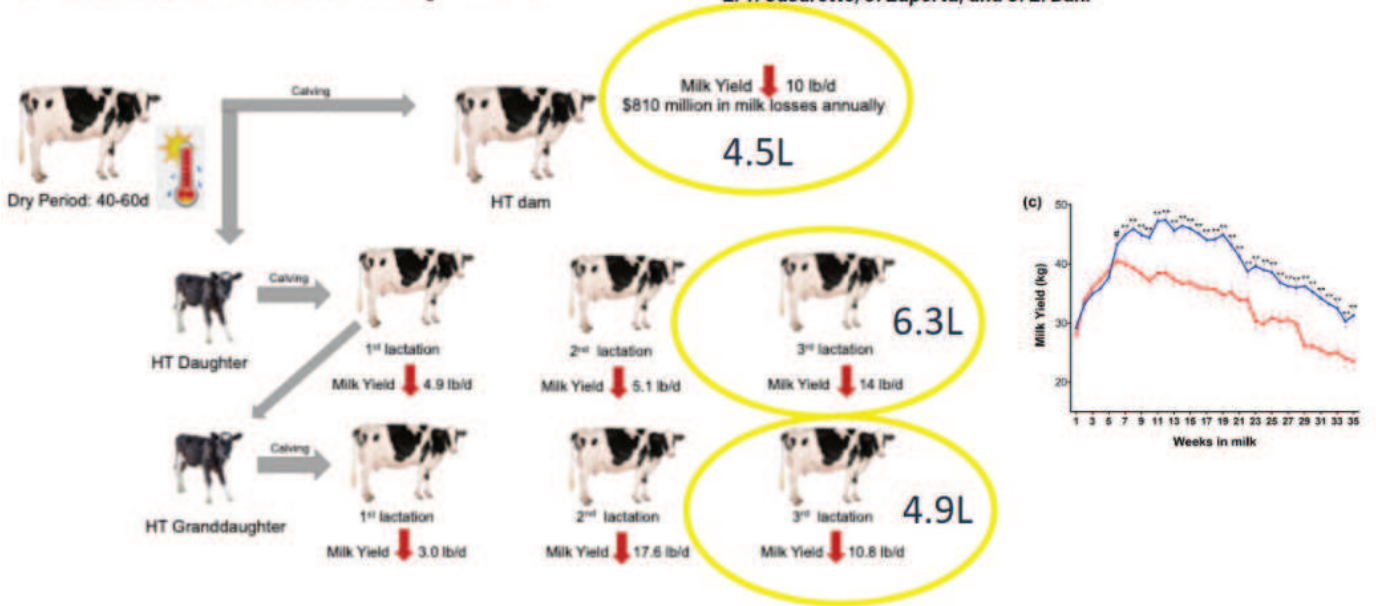 Calving
Milk Yield 10 lb/d
$810 million in milk losses annually
4.5L
Dry Period: 40-60d
HT dam
Calving
HT Daughter
1st lactation
2nd lactation
3rd lactation
6.3L
Milk Yield 4.9 lb/d
Milk Yield 5.1 lb/d
Milk Yield 14 lb/d
Calving
HT Granddaughter
1st lactation
2nd lactation
3rd lactation
4.9L
Milk Yield 3.0 lb/d
Milk Yield 17.6 lb/d
Milk Yield 10.8 lb/d
(c)
Milk Yield (kg)
50
40
30
20
1 3 5 7 9 11 13 15 17 19 21 23 25 27 29 31 33 35
Weeks in milk